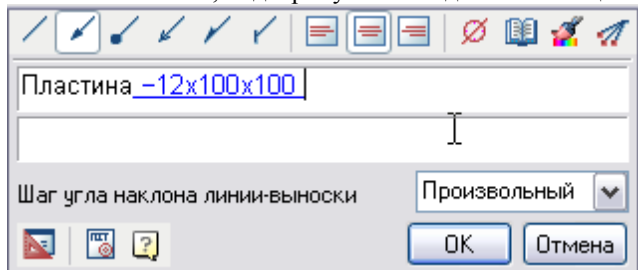 Пластина –12x100x100
Шаг угла наклона линии-выноски
Произвольный
OK
Отмена